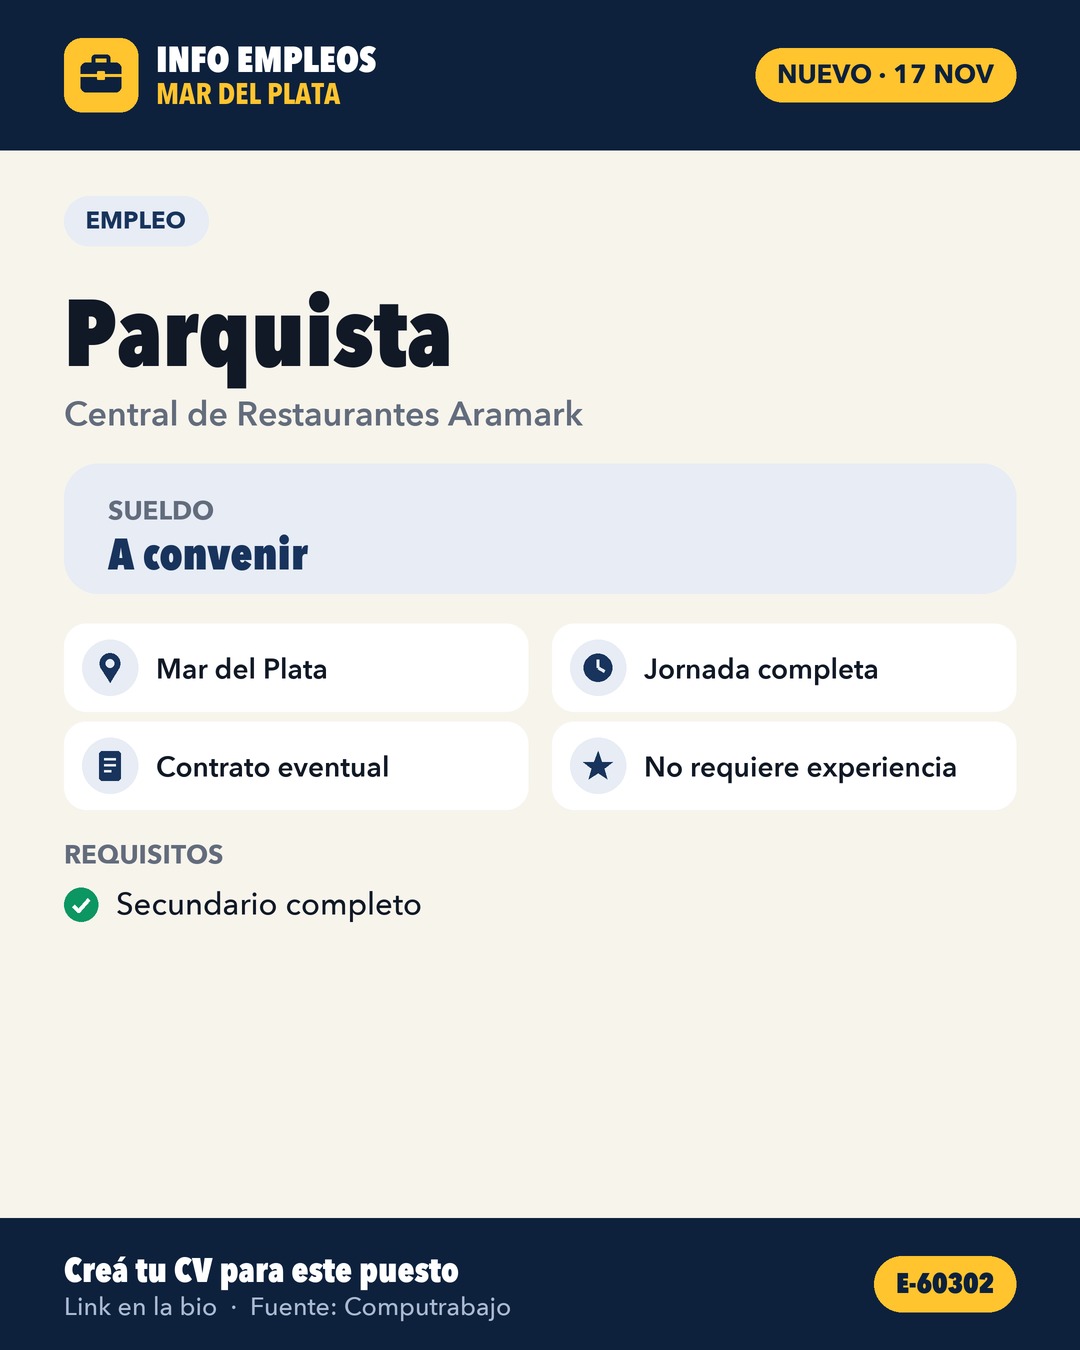 INFO EMPLEOS
MAR DEL PLATA
NUEVO · 17 NOV
EMPLEO
Parquista
Central de Restaurantes Aramark
SUELDO
A convenir
Mar del Plata
Jornada completa
Contrato eventual
No requiere experiencia
REQUISITOS
Secundario completo
Creá tu CV para este puesto
Link en la bio · Fuente: Computrabajo
E-60302